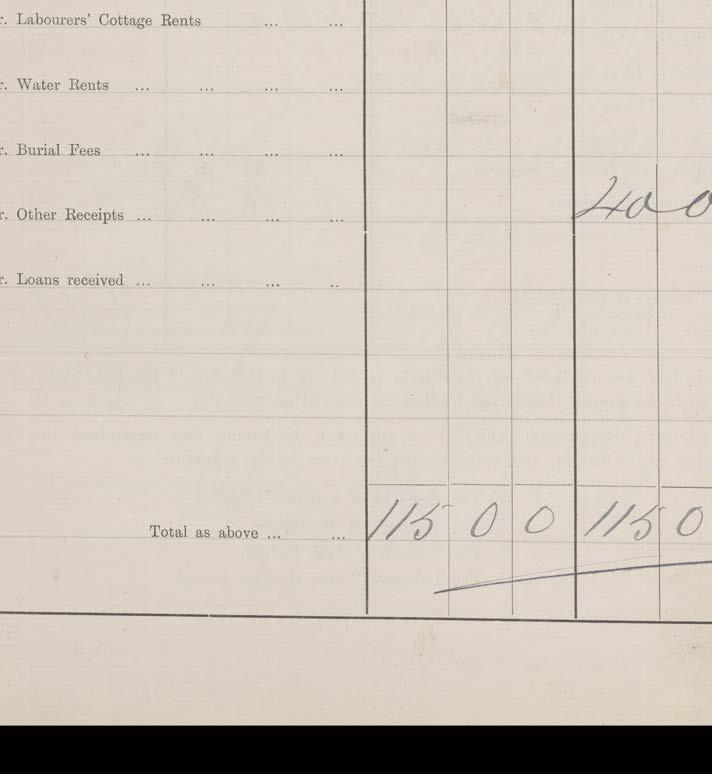 r. Labourers' Cottage Rents ... ...
r. Water Rents ... ... ... ...
r. Burial Fees ... ... ... ...
r. Other Receipts ... ... ... ... 40 0
r. Loans received ... ... ... ..
Total as above ... ... 115 0 0 115 0